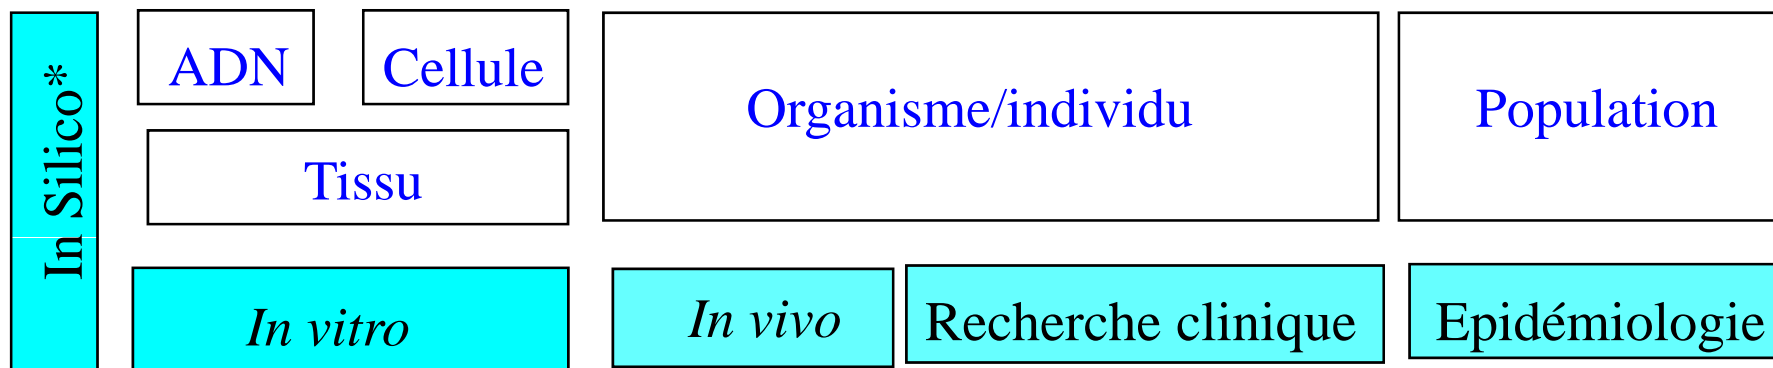 In Silico*
ADN
Cellule
Tissu
Organisme/individu
Population
In vitro
In vivo
Recherche clinique
Epidémiologie